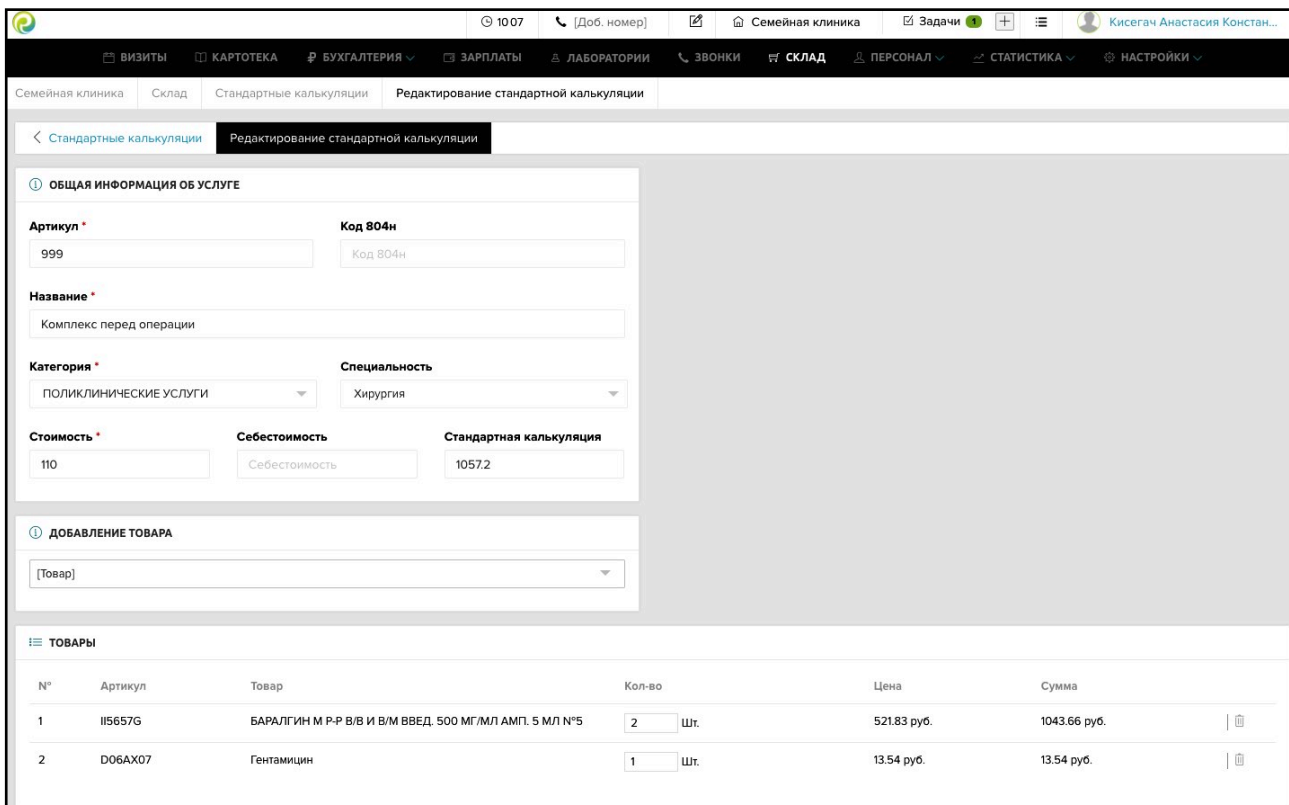 10 07 [Доб. номер] Семейная клиника Задачи 1 Кисегач Анастасия Констан...
ВИЗИТЫ КАРТОТЕКА ₽ БУХГАЛТЕРИЯ ЗАРПЛАТЫ ЛАБОРАТОРИИ ЗВОНКИ СКЛАД ПЕРСОНАЛ СТАТИСТИКА НАСТРОЙКИ
Семейная клиника Склад Стандартные калькуляции Редактирование стандартной калькуляции
Стандартные калькуляции Редактирование стандартной калькуляции
ОБЩАЯ ИНФОРМАЦИЯ ОБ УСЛУГЕ
Артикул * Код 804н
999 Код 804н
Название *
Комплекс перед операции
Категория * Специальность
ПОЛИКЛИНИЧЕСКИЕ УСЛУГИ Хирургия
Стоимость * Себестоимость Стандартная калькуляция
110 Себестоимость 1057.2
ДОБАВЛЕНИЕ ТОВАРА
[Товар]
ТОВАРЫ
N° Артикул Товар Кол-во Цена Сумма
1 II5657G БАРАЛГИН М Р-Р В/В И В/М ВВЕД. 500 МГ/МЛ АМП. 5 МЛ N°5 2 Шт. 521.83 руб. 1043.66 руб.
2 D06AX07 Гентамицин 1 Шт. 13.54 руб. 13.54 руб.